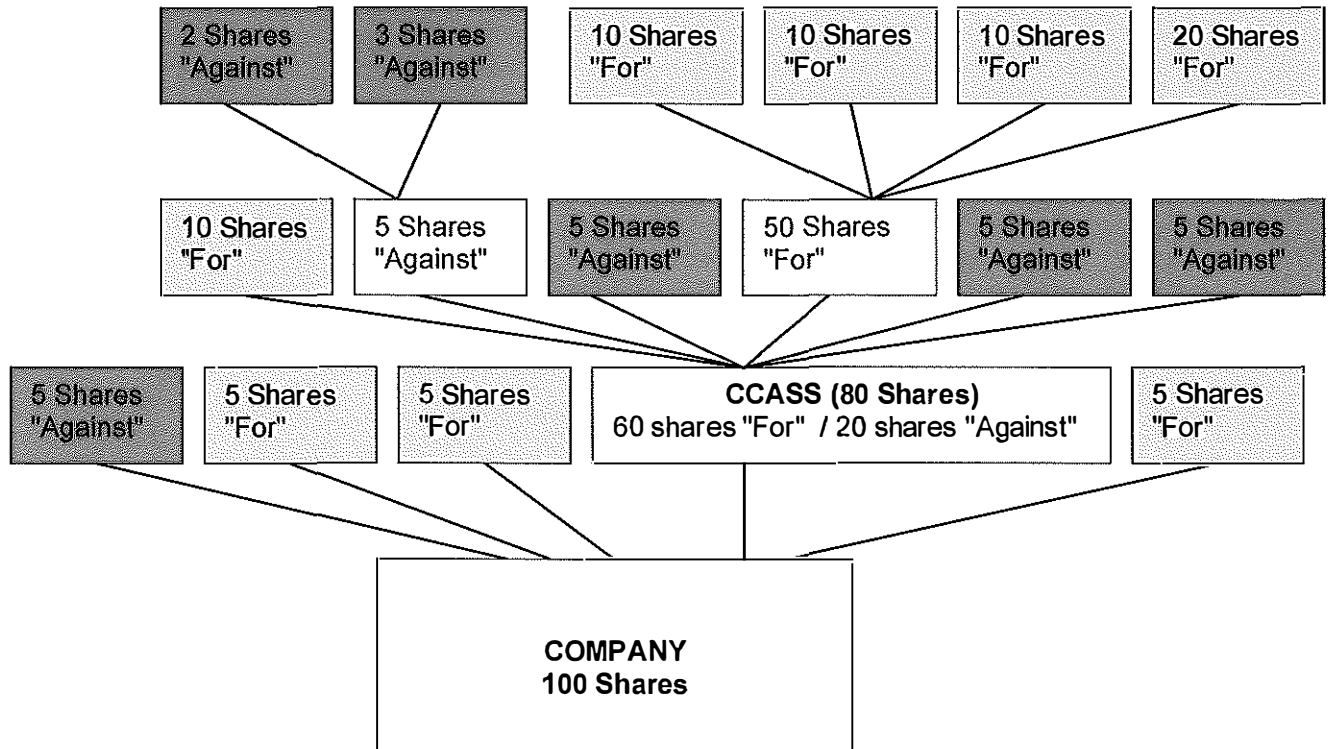 2 Shares
"Against"
3 Shares
"Against"
10 Shares
"For"
10 Shares
"For"
10 Shares
"For"
20 Shares
"For"
10 Shares
"For"
5 Shares
"Against"
5 Shares
"Against"
50 Shares
"For"
5 Shares
"Against"
5 Shares
"Against"
5 Shares
"Against"
5 Shares
"For"
5 Shares
"For"
CCASS (80 Shares)
60 shares "For" / 20 shares "Against"
5 Shares
"For"
COMPANY
100 Shares